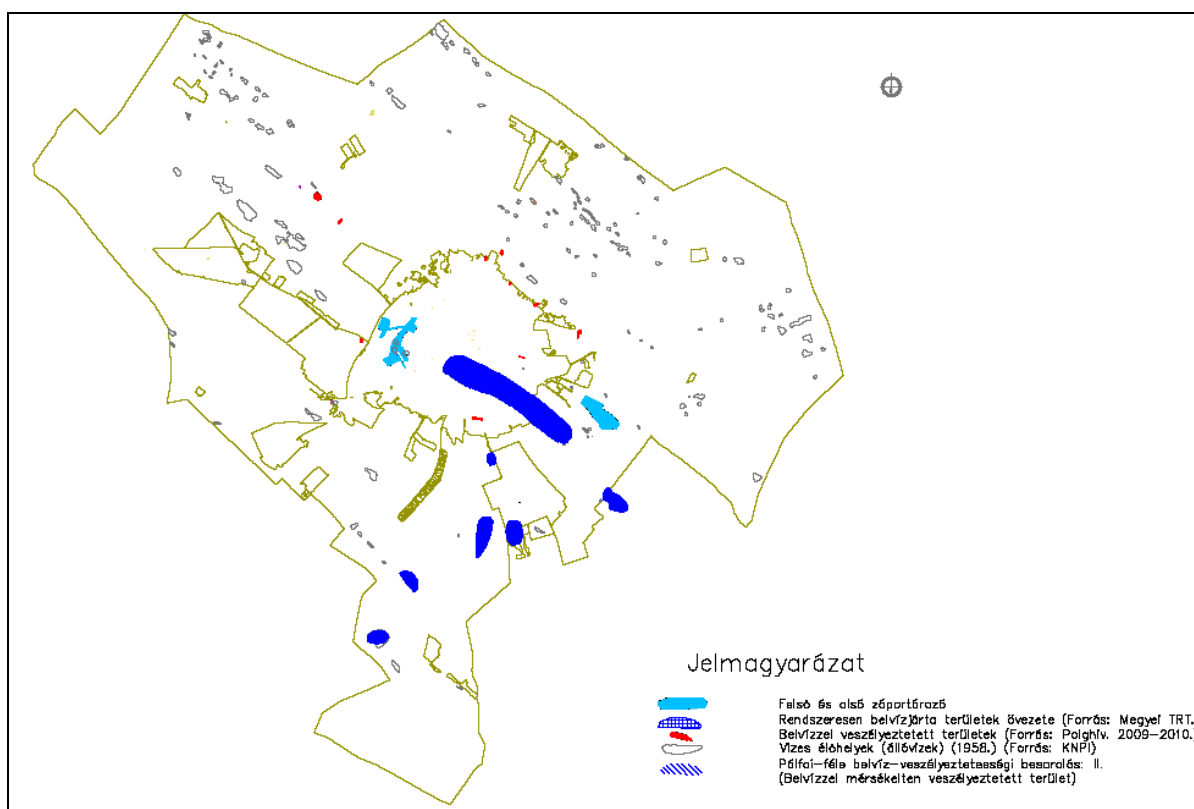 Jelmagyarázat
Felső és alsó záportározó
Rendszeresen belvízjárta területek övezete (Forrás: Megyei TRT.
Belvízzel veszélyeztetett területek (Forrás: Polghiv. 2009–2010.)
Vizes élőhelyek (állóvizek) (1958.) (Forrás: KNPI)
Pálfai-féle belvíz-veszélyeztetességi besorolás: II.
(Belvízzel mérsékelten veszélyeztetett terület)